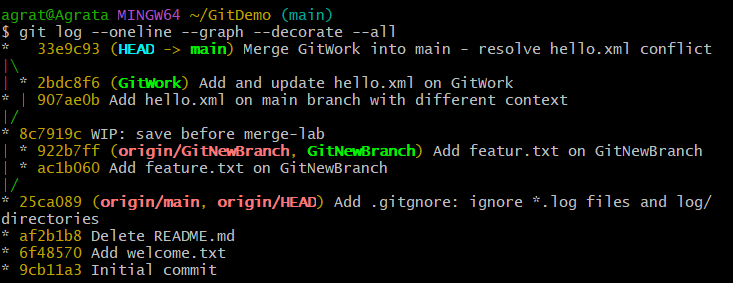 agrat@Agrata MINGW64 ~/GitDemo (main)
$ git log --oneline --graph --decorate --all
*   33e9c93 (HEAD -> main) Merge GitWork into main - resolve hello.xml conflict
|\
| * 2bdc8f6 (GitWork) Add and update hello.xml on GitWork
* | 907ae0b Add hello.xml on main branch with different context
|/
* 8c7919c WIP: save before merge-lab
| * 922b7ff (origin/GitNewBranch, GitNewBranch) Add featur.txt on GitNewBranch
| * ac1b060 Add feature.txt on GitNewBranch
|/
* 25ca089 (origin/main, origin/HEAD) Add .gitgnore: ignore *.log files and log/
directories
* af2b1b8 Delete README.md
* 6f48570 Add welcome.txt
* 9cb11a3 Initial commit